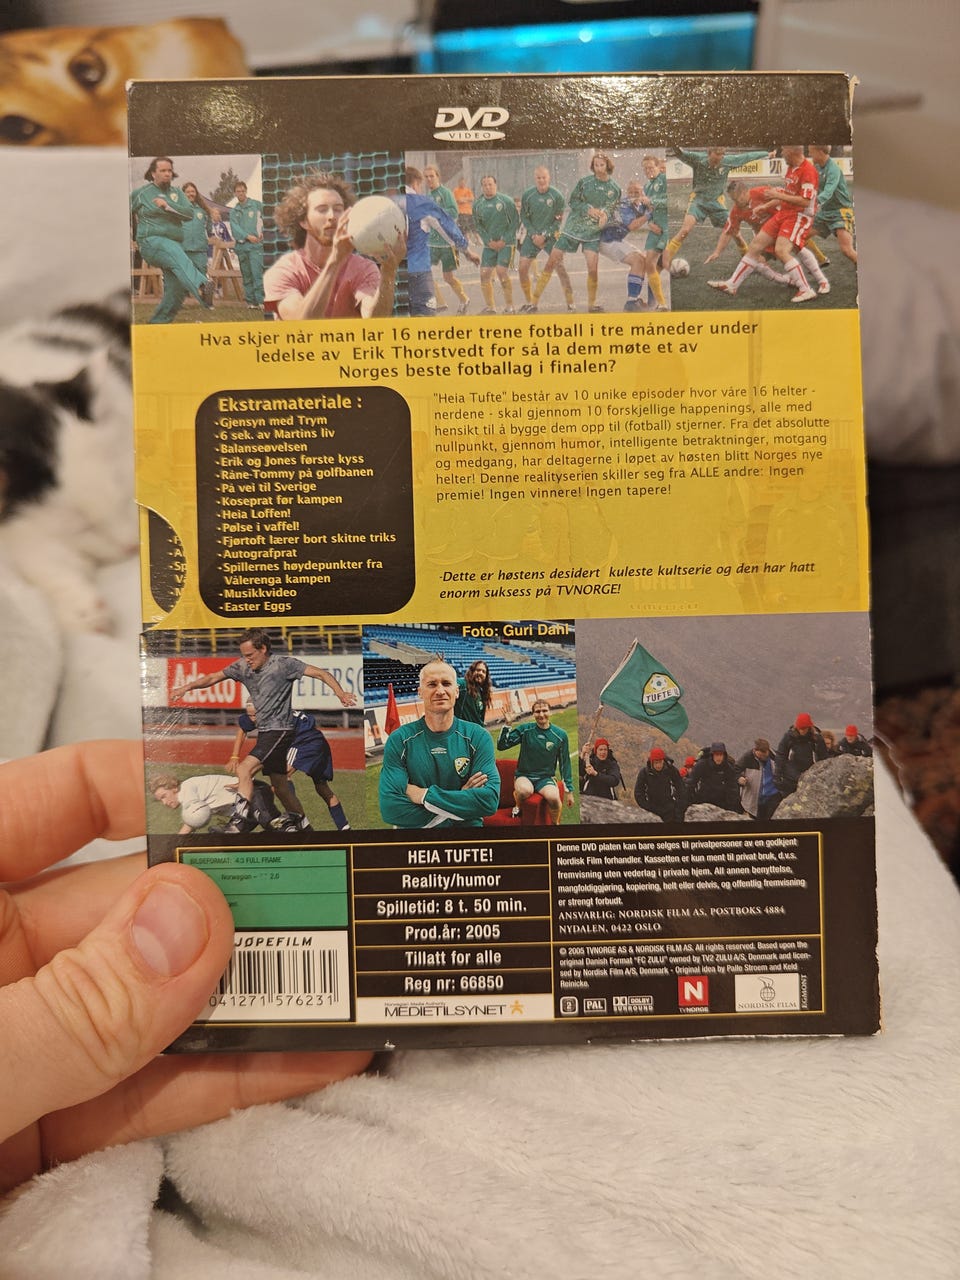 DVD
VIDEO
Hva skjer når man lar 16 nerder trene fotball i tre måneder under
ledelse av Erik Thorstvedt for så la dem møte et av
Norges beste fotballag i finalen?
Ekstramateriale :
-Gjensyn med Trym
-6 sek. av Martins liv
-Balanseøvelsen
-Erik og Jones første kyss
-Råne-Tommy på golfbanen
-På vei til Sverige
-Koseprat før kampen
-Heia Loffen!
-Pølse i vaffel!
-Fjørtoft lærer bort skitne triks
-Autografprat
-Spillernes høydepunkter fra
Vålerenga kampen
-Musikkvideo
-Easter Eggs
"Heia Tufte" består av 10 unike episoder hvor våre 16 helter -
nerdene - skal gjennom 10 forskjellige happenings, alle med
hensikt til å bygge dem opp til (fotball) stjerner. Fra det absolutte
nullpunkt, gjennom humor, intelligente betraktninger, motgang
og medgang, har deltagerne i løpet av høsten blitt Norges nye
helter! Denne realityserien skiller seg fra ALLE andre: Ingen
premie! Ingen vinnere! Ingen tapere!
-Dette er høstens desidert kuleste kultserie og den har hatt
enorm suksess på TVNORGE!
Adecco
Foto: Guri Dahl
TUFTE IL
BILDEFORMAT: 4:3 FULL FRAME
Norwegian - 2.0
JØPEFILM
041271 576231
HEIA TUFTE!
Reality/humor
Spilletid: 8 t. 50 min.
Prod.år: 2005
Tillatt for alle
Reg nr: 66850
Norwegian Media Authority
MEDIETILSYNET
Denne DVD platen kan bare selges til privatpersoner av en godkjent
Nordisk Film forhandler. Kassetten er kun ment til privat bruk, d.v.s.
fremvisning uten vederlag i private hjem. All annen benyttelse,
mangfoldiggjøring, kopiering, helt eller delvis, og offentlig fremvisning
er strengt forbudt.
ANSVARLIG: NORDISK FILM AS, POSTBOKS 4884
NYDALEN, 0422 OSLO
© 2005 TVNORGE AS & NORDISK FILM AS. All rights reserved. Based upon the
original Danish Format "FC ZULU" owned by TV2 ZULU A/S, Denmark and licen-
sed by Nordisk Film A/S, Denmark - Original idea by Palle Strøem and Keld
Reinicke.
2
PAL
DOLBY
SURROUND
N
TVNORGE
NORDISK FILM
EGMONT